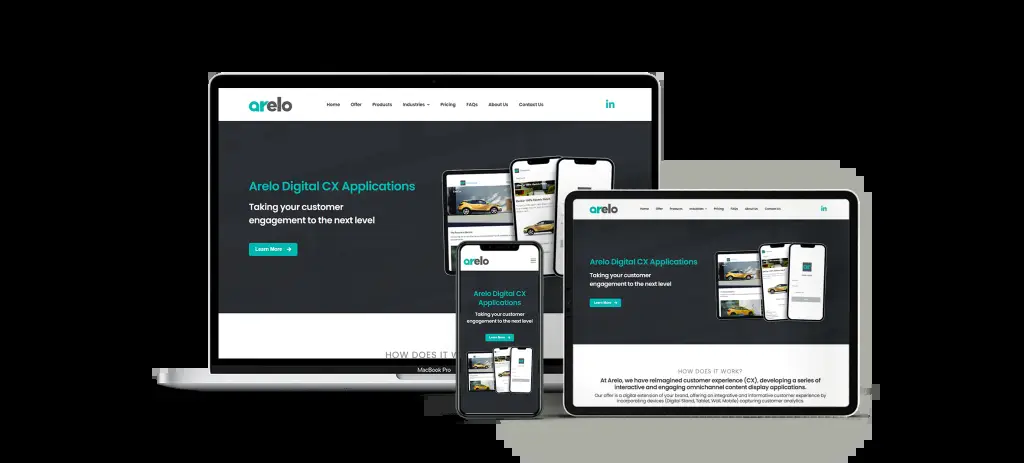 arelo
Home Offer Products Industries Pricing FAQs About Us Contact Us
in
Arelo Digital CX Applications
Taking your customer
engagement to the next level
Learn More
HOW DOES IT W
MacBook Pro
arelo
Arelo Digital CX
Applications
Taking your customer
engagement to the next level
Learn More
arelo
Home Offer Products Industries Pricing FAQs About Us Contact Us
in
Arelo Digital CX Applications
Taking your customer
engagement to the next level
Learn More
HOW DOES IT WORK?
At Arelo, we have reimagined customer experience (CX), developing a series of
interactive and engaging omnichannel content display applications.
Our offer is a digital extension of your brand, offering an integrative and informative customer experience by
incorporating devices (Digital Stand, Tablet, Wall, Mobile) capturing customer analytics.